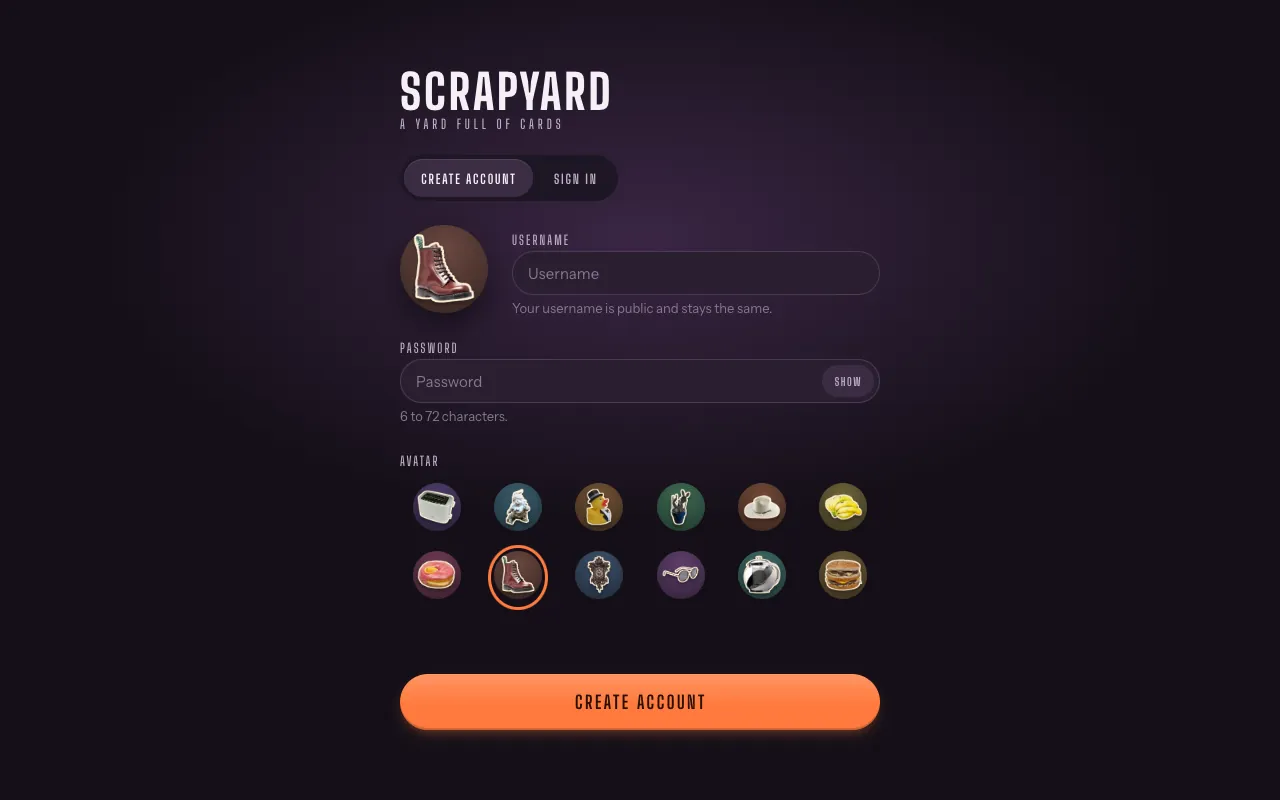 SCRAPYARD
A YARD FULL OF CARDS
CREATE ACCOUNT
SIGN IN
USERNAME
Username
Your username is public and stays the same.
PASSWORD
Password
SHOW
6 to 72 characters.
AVATAR
CREATE ACCOUNT